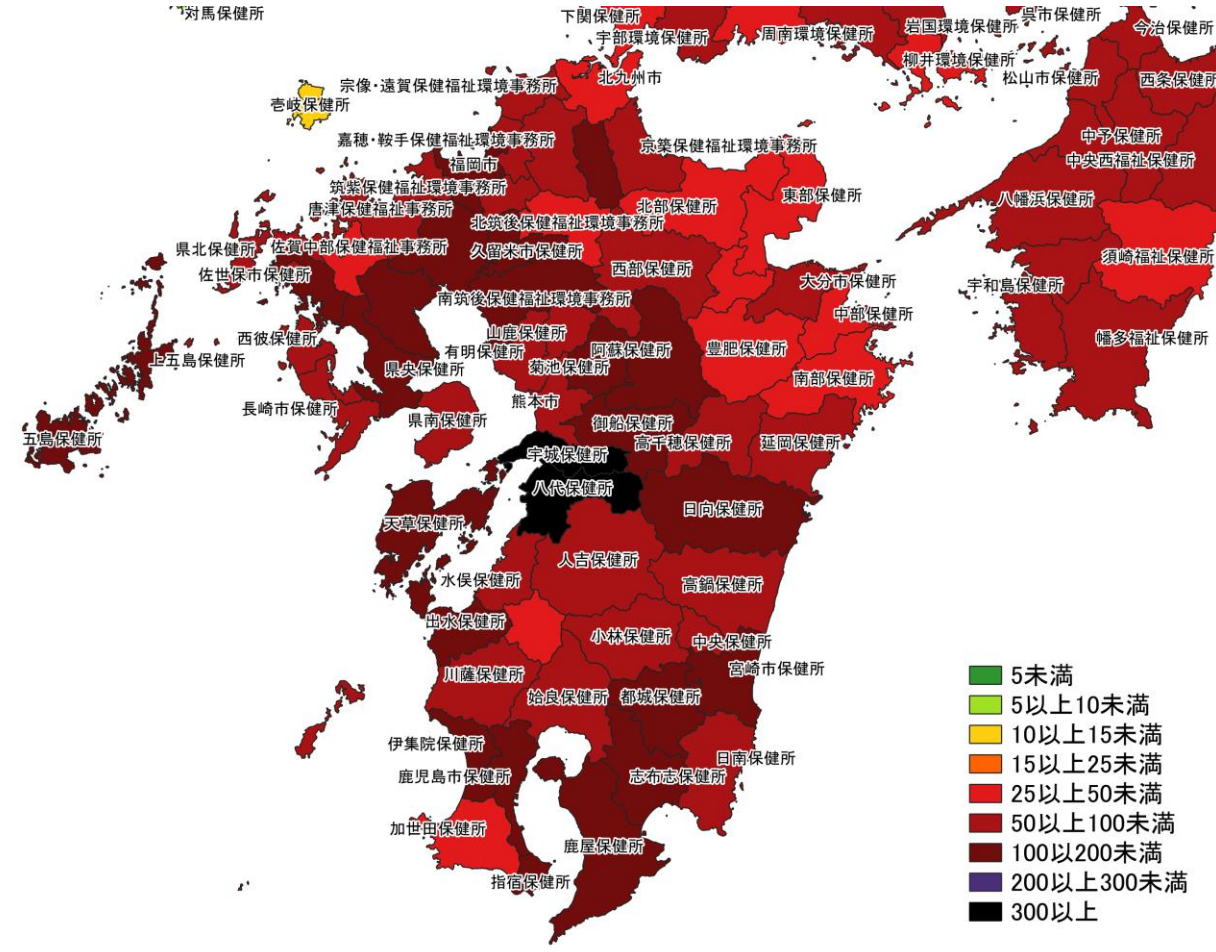 対馬保健所
下関保健所
呉市保健所
岩国環境保健所
今治保健所
周南環境保健所
宇部環境保健所
柳井環境保健所
北九州市
松山市保健所
西条保健所
宗像・遠賀保健福祉環境事務所
壱岐保健所
嘉穂・鞍手保健福祉環境事務所
京築保健福祉環境事務所
中予保健所
福岡市
中央西福祉保健所
筑紫保健福祉環境事務所
東部保健所
八幡浜保健所
唐津保健福祉事務所
北部保健所
北筑後保健福祉環境事務所
県北保健所
佐賀中部保健福祉事務所
久留米市保健所
須崎福祉保健所
佐世保市保健所
西部保健所
大分市保健所
宇和島保健所
南筑後保健福祉環境事務所
中部保健所
西彼保健所
山鹿保健所
幡多福祉保健所
上五島保健所
有明保健所
阿蘇保健所
豊肥保健所
県央保健所
菊池保健所
南部保健所
長崎市保健所
熊本市
県南保健所
御船保健所
五島保健所
高千穂保健所
延岡保健所
宇城保健所
八代保健所
日向保健所
天草保健所
人吉保健所
水俣保健所
高鍋保健所
出水保健所
小林保健所
中央保健所
宮崎市保健所
川薩保健所
姶良保健所
都城保健所
伊集院保健所
日南保健所
鹿児島市保健所
志布志保健所
加世田保健所
鹿屋保健所
指宿保健所
5未満
5以上10未満
10以上15未満
15以上25未満
25以上50未満
50以上100未満
100以200未満
200以上300未満
300以上